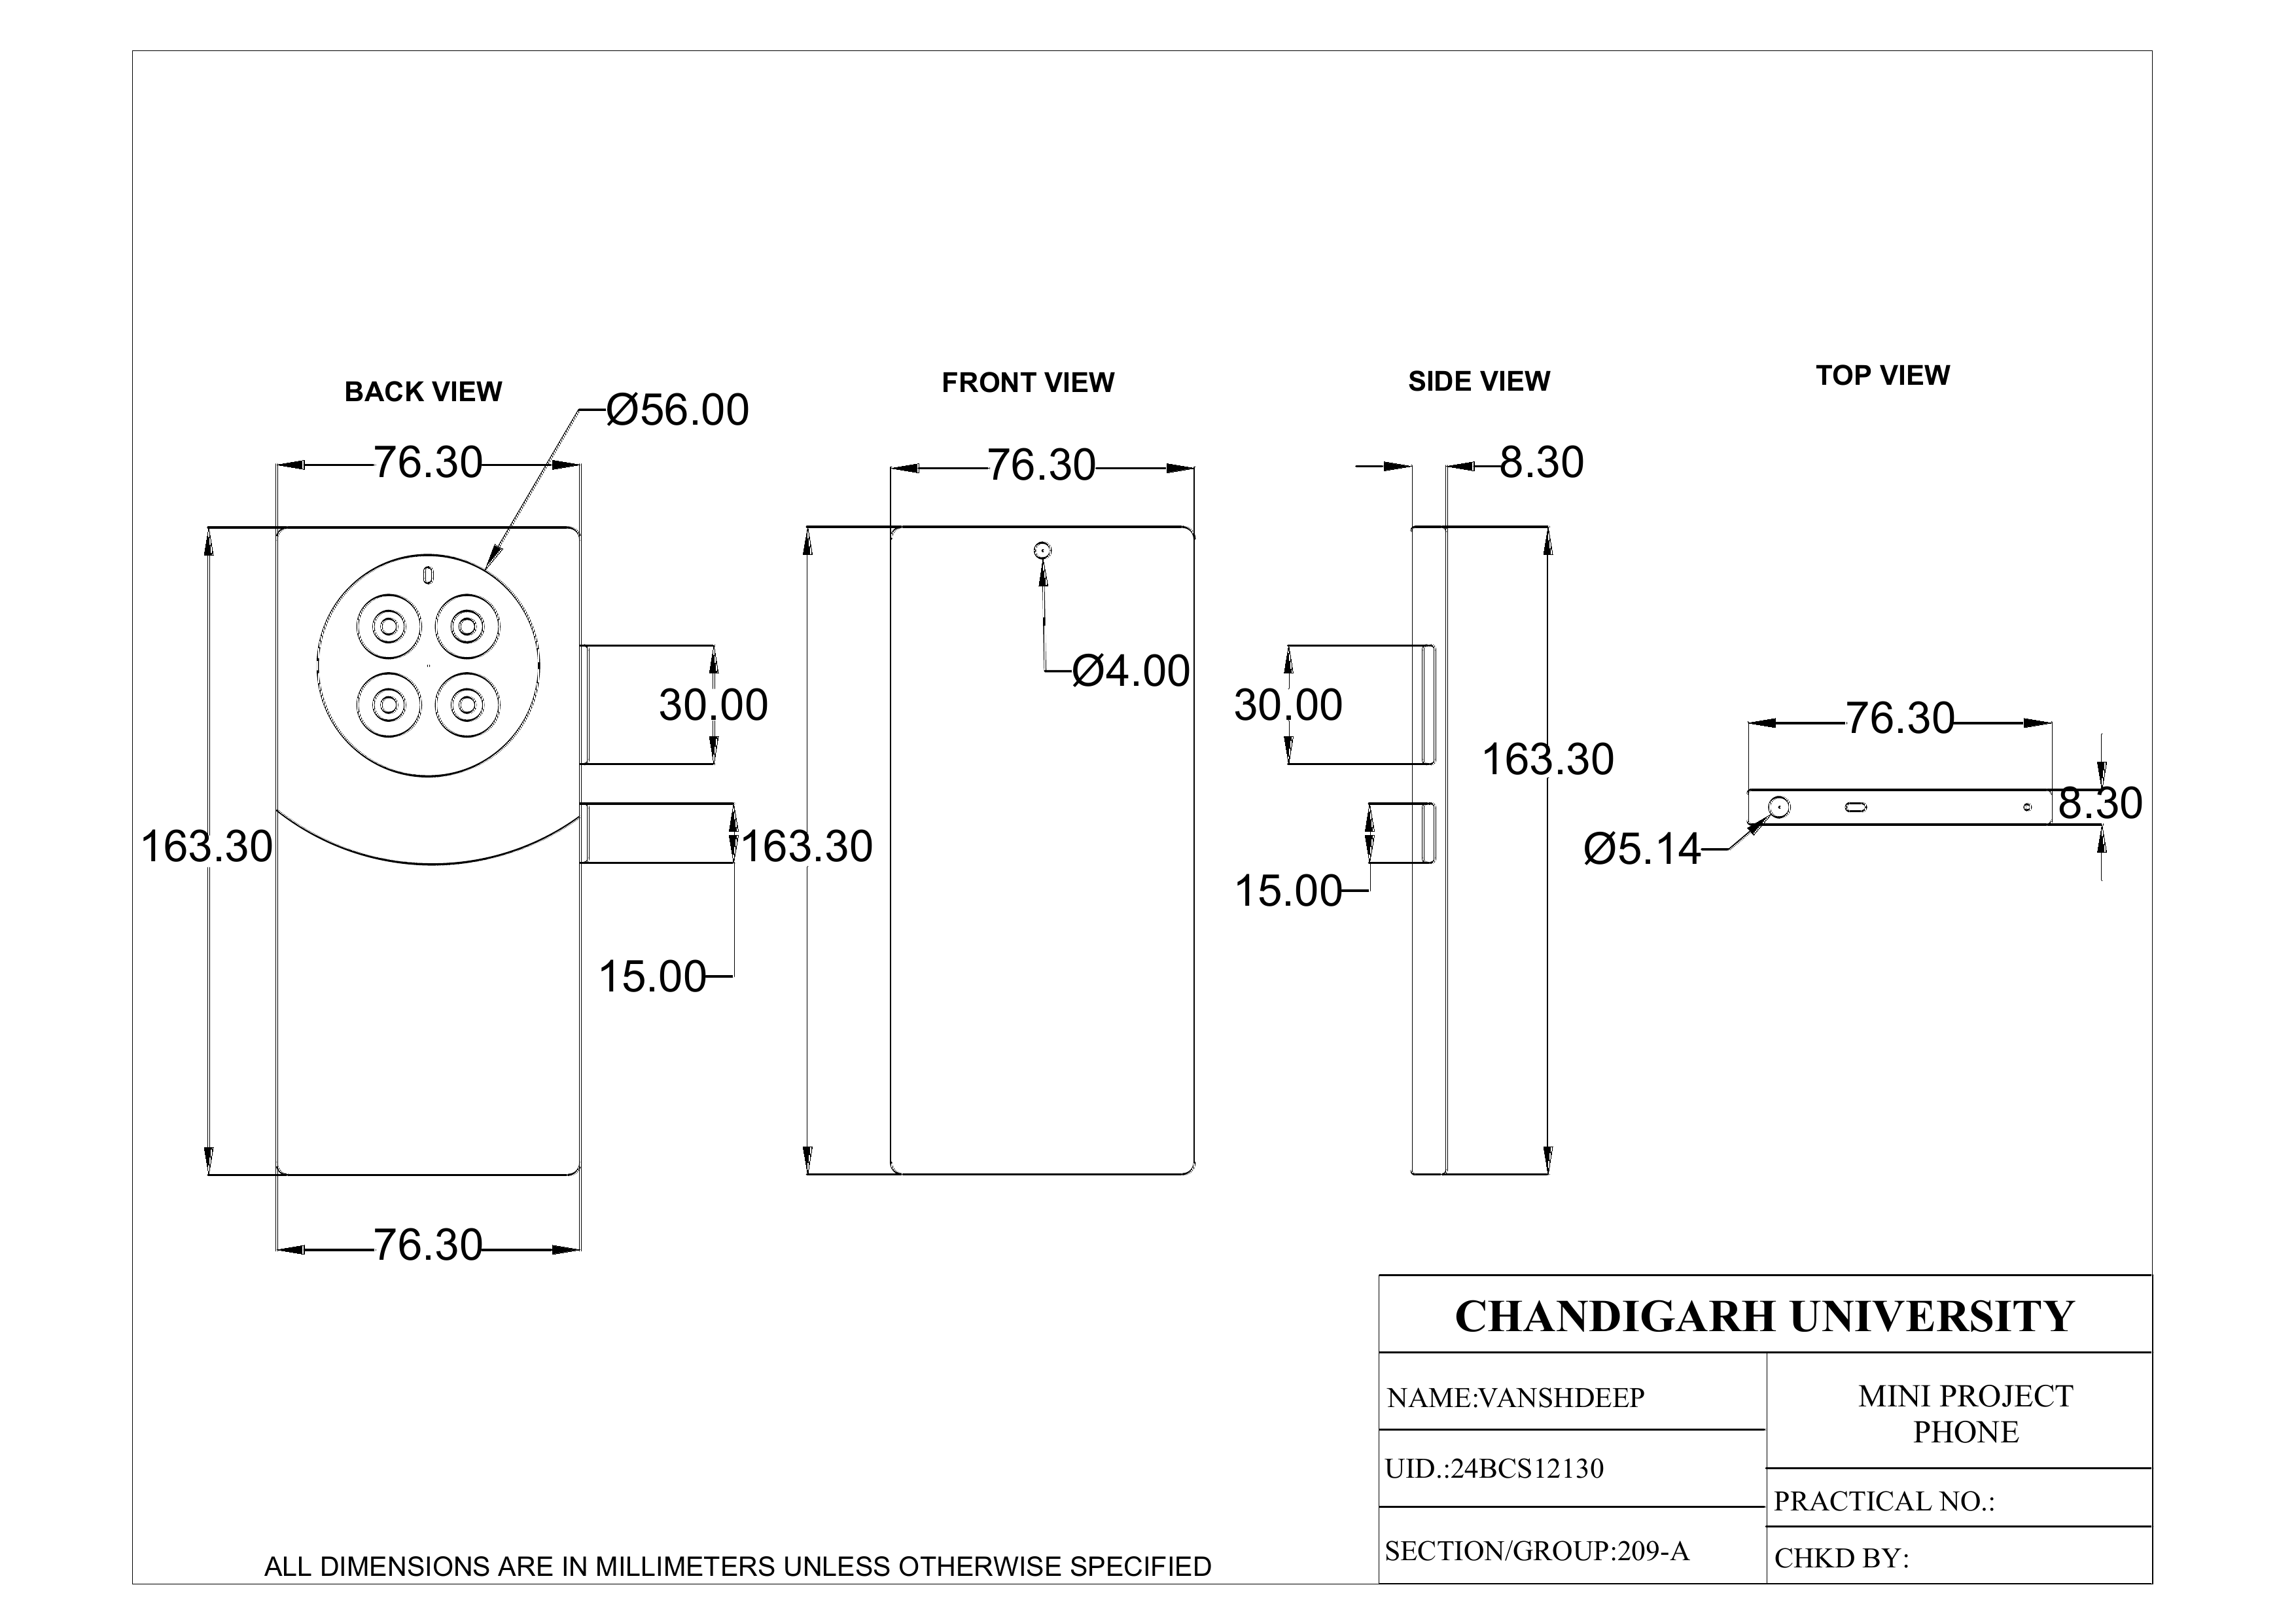 BACK VIEW
Ø56.00
76.30
30.00
163.30
15.00
76.30
FRONT VIEW
76.30
Ø4.00
163.30
SIDE VIEW
8.30
30.00
163.30
15.00
TOP VIEW
76.30
8.30
Ø5.14
CHANDIGARH UNIVERSITY
NAME:VANSHDEEP
UID.:24BCS12130
SECTION/GROUP:209-A
MINI PROJECT
PHONE
PRACTICAL NO.:
CHKD BY:
ALL DIMENSIONS ARE IN MILLIMETERS UNLESS OTHERWISE SPECIFIED